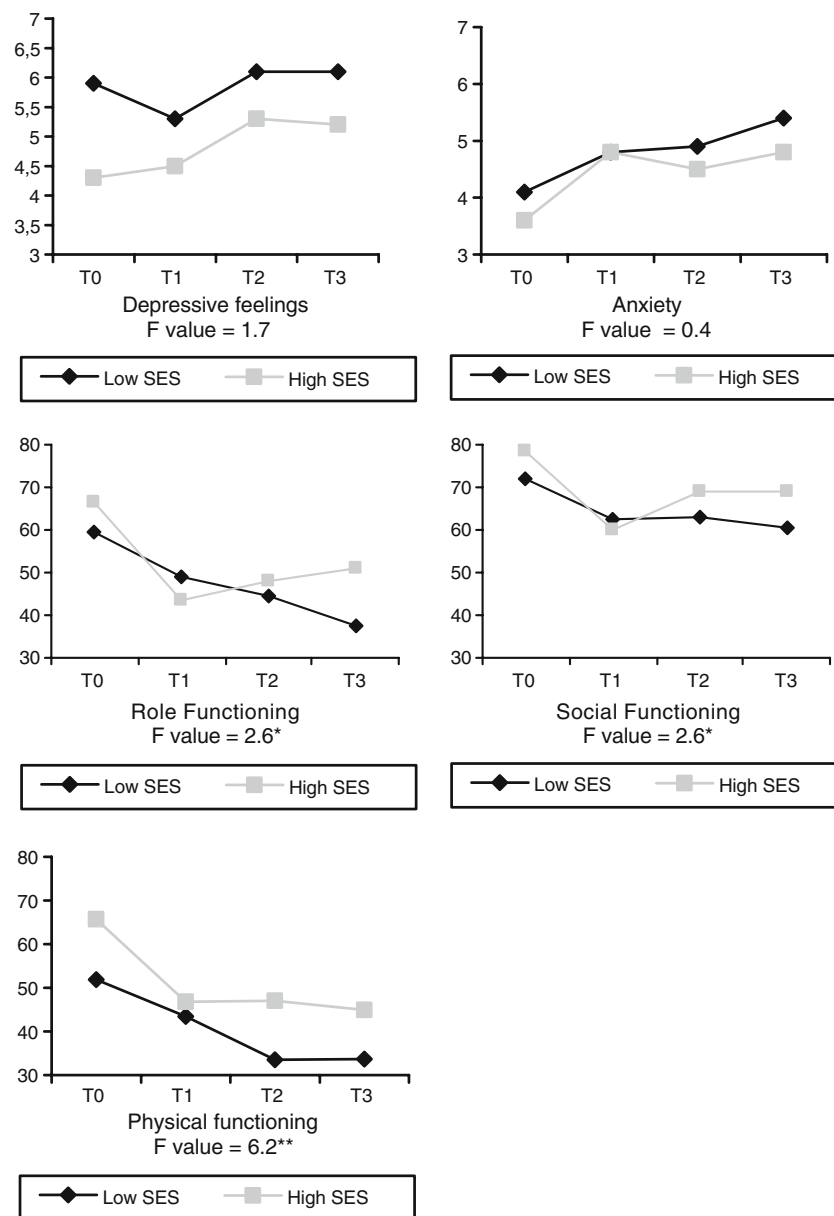 7
6,5
6
5,5
5
4,5
4
3,5
3
T0 T1 T2 T3
Depressive feelings
F value = 1.7
Low SES High SES
7
6
5
4
3
T0 T1 T2 T3
Anxiety
F value = 0.4
Low SES High SES
80
70
60
50
40
30
T0 T1 T2 T3
Role Functioning
F value = 2.6*
Low SES High SES
80
70
60
50
40
30
T0 T1 T2 T3
Social Functioning
F value = 2.6*
Low SES High SES
80
70
60
50
40
30
T0 T1 T2 T3
Physical functioning
F value = 6.2**
Low SES High SES